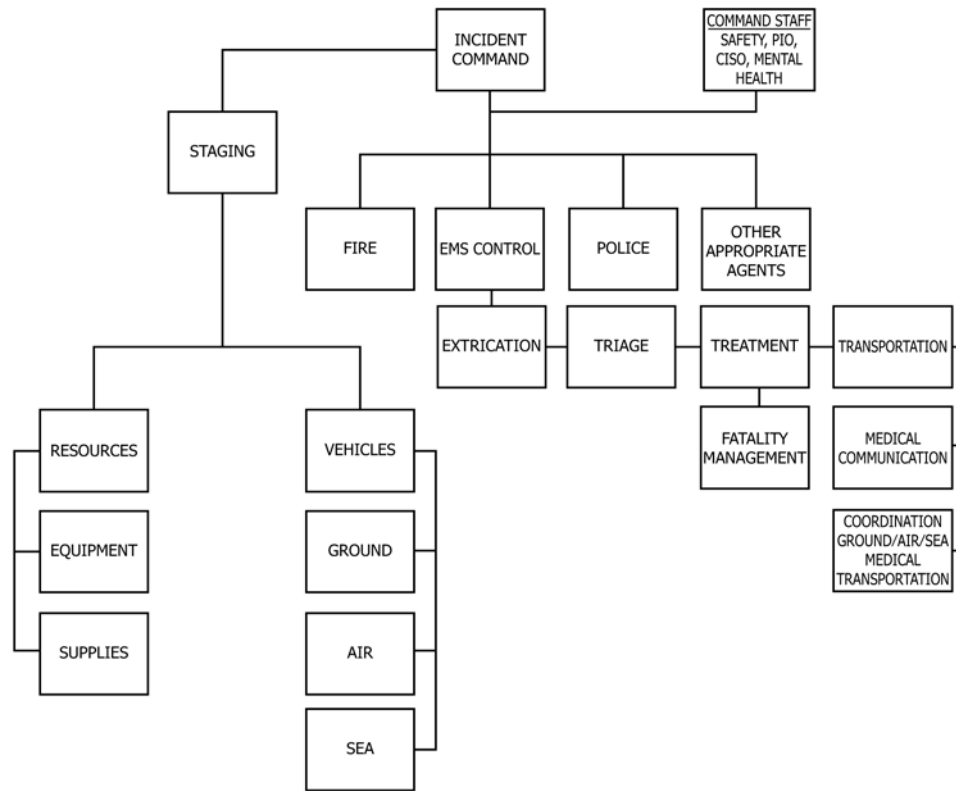 INCIDENT
COMMAND
COMMAND STAFF
SAFETY, PIO,
CISO, MENTAL
HEALTH
STAGING
FIRE
EMS CONTROL
POLICE
OTHER
APPROPRIATE
AGENTS
EXTRICATION
TRIAGE
TREATMENT
TRANSPORTATION
RESOURCES
VEHICLES
FATALITY
MANAGEMENT
MEDICAL
COMMUNICATION
EQUIPMENT
GROUND
COORDINATION
GROUND/AIR/SEA
MEDICAL
TRANSPORTATION
SUPPLIES
AIR
SEA